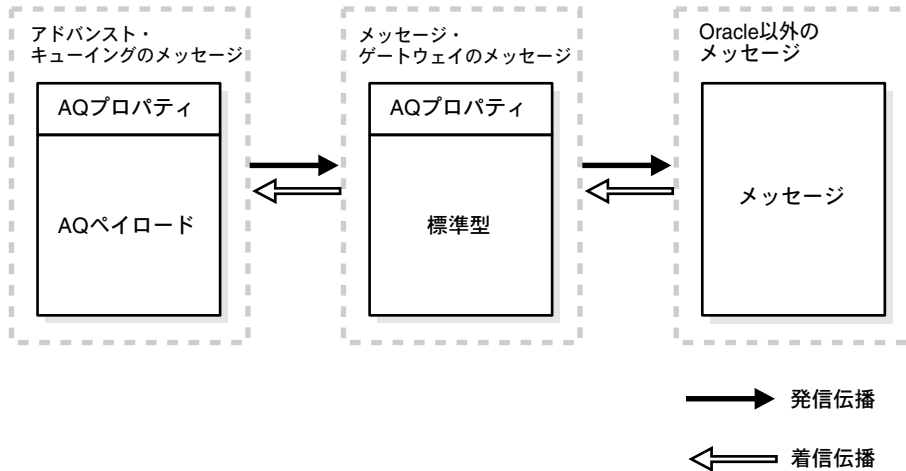 アドバンスト・
キューイングのメッセージ
AQプロパティ
AQペイロード
メッセージ・
ゲートウェイのメッセージ
AQプロパティ
標準型
Oracle以外の
メッセージ
メッセージ
発信伝播
着信伝播